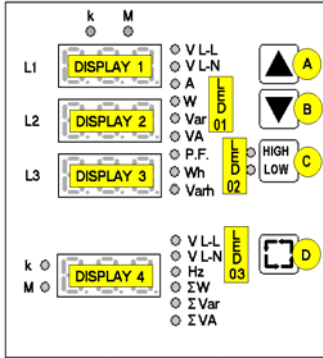 k M
L1 DISPLAY 1
L2 DISPLAY 2
L3 DISPLAY 3
V L-L
V L-N
A
W
Var
VA
P.F.
Wh
Varh
LED 01
LED 02
A
B
HIGH
LOW
C
k
M
DISPLAY 4
V L-L
V L-N
Hz
ΣW
ΣVar
ΣVA
LED 03
D